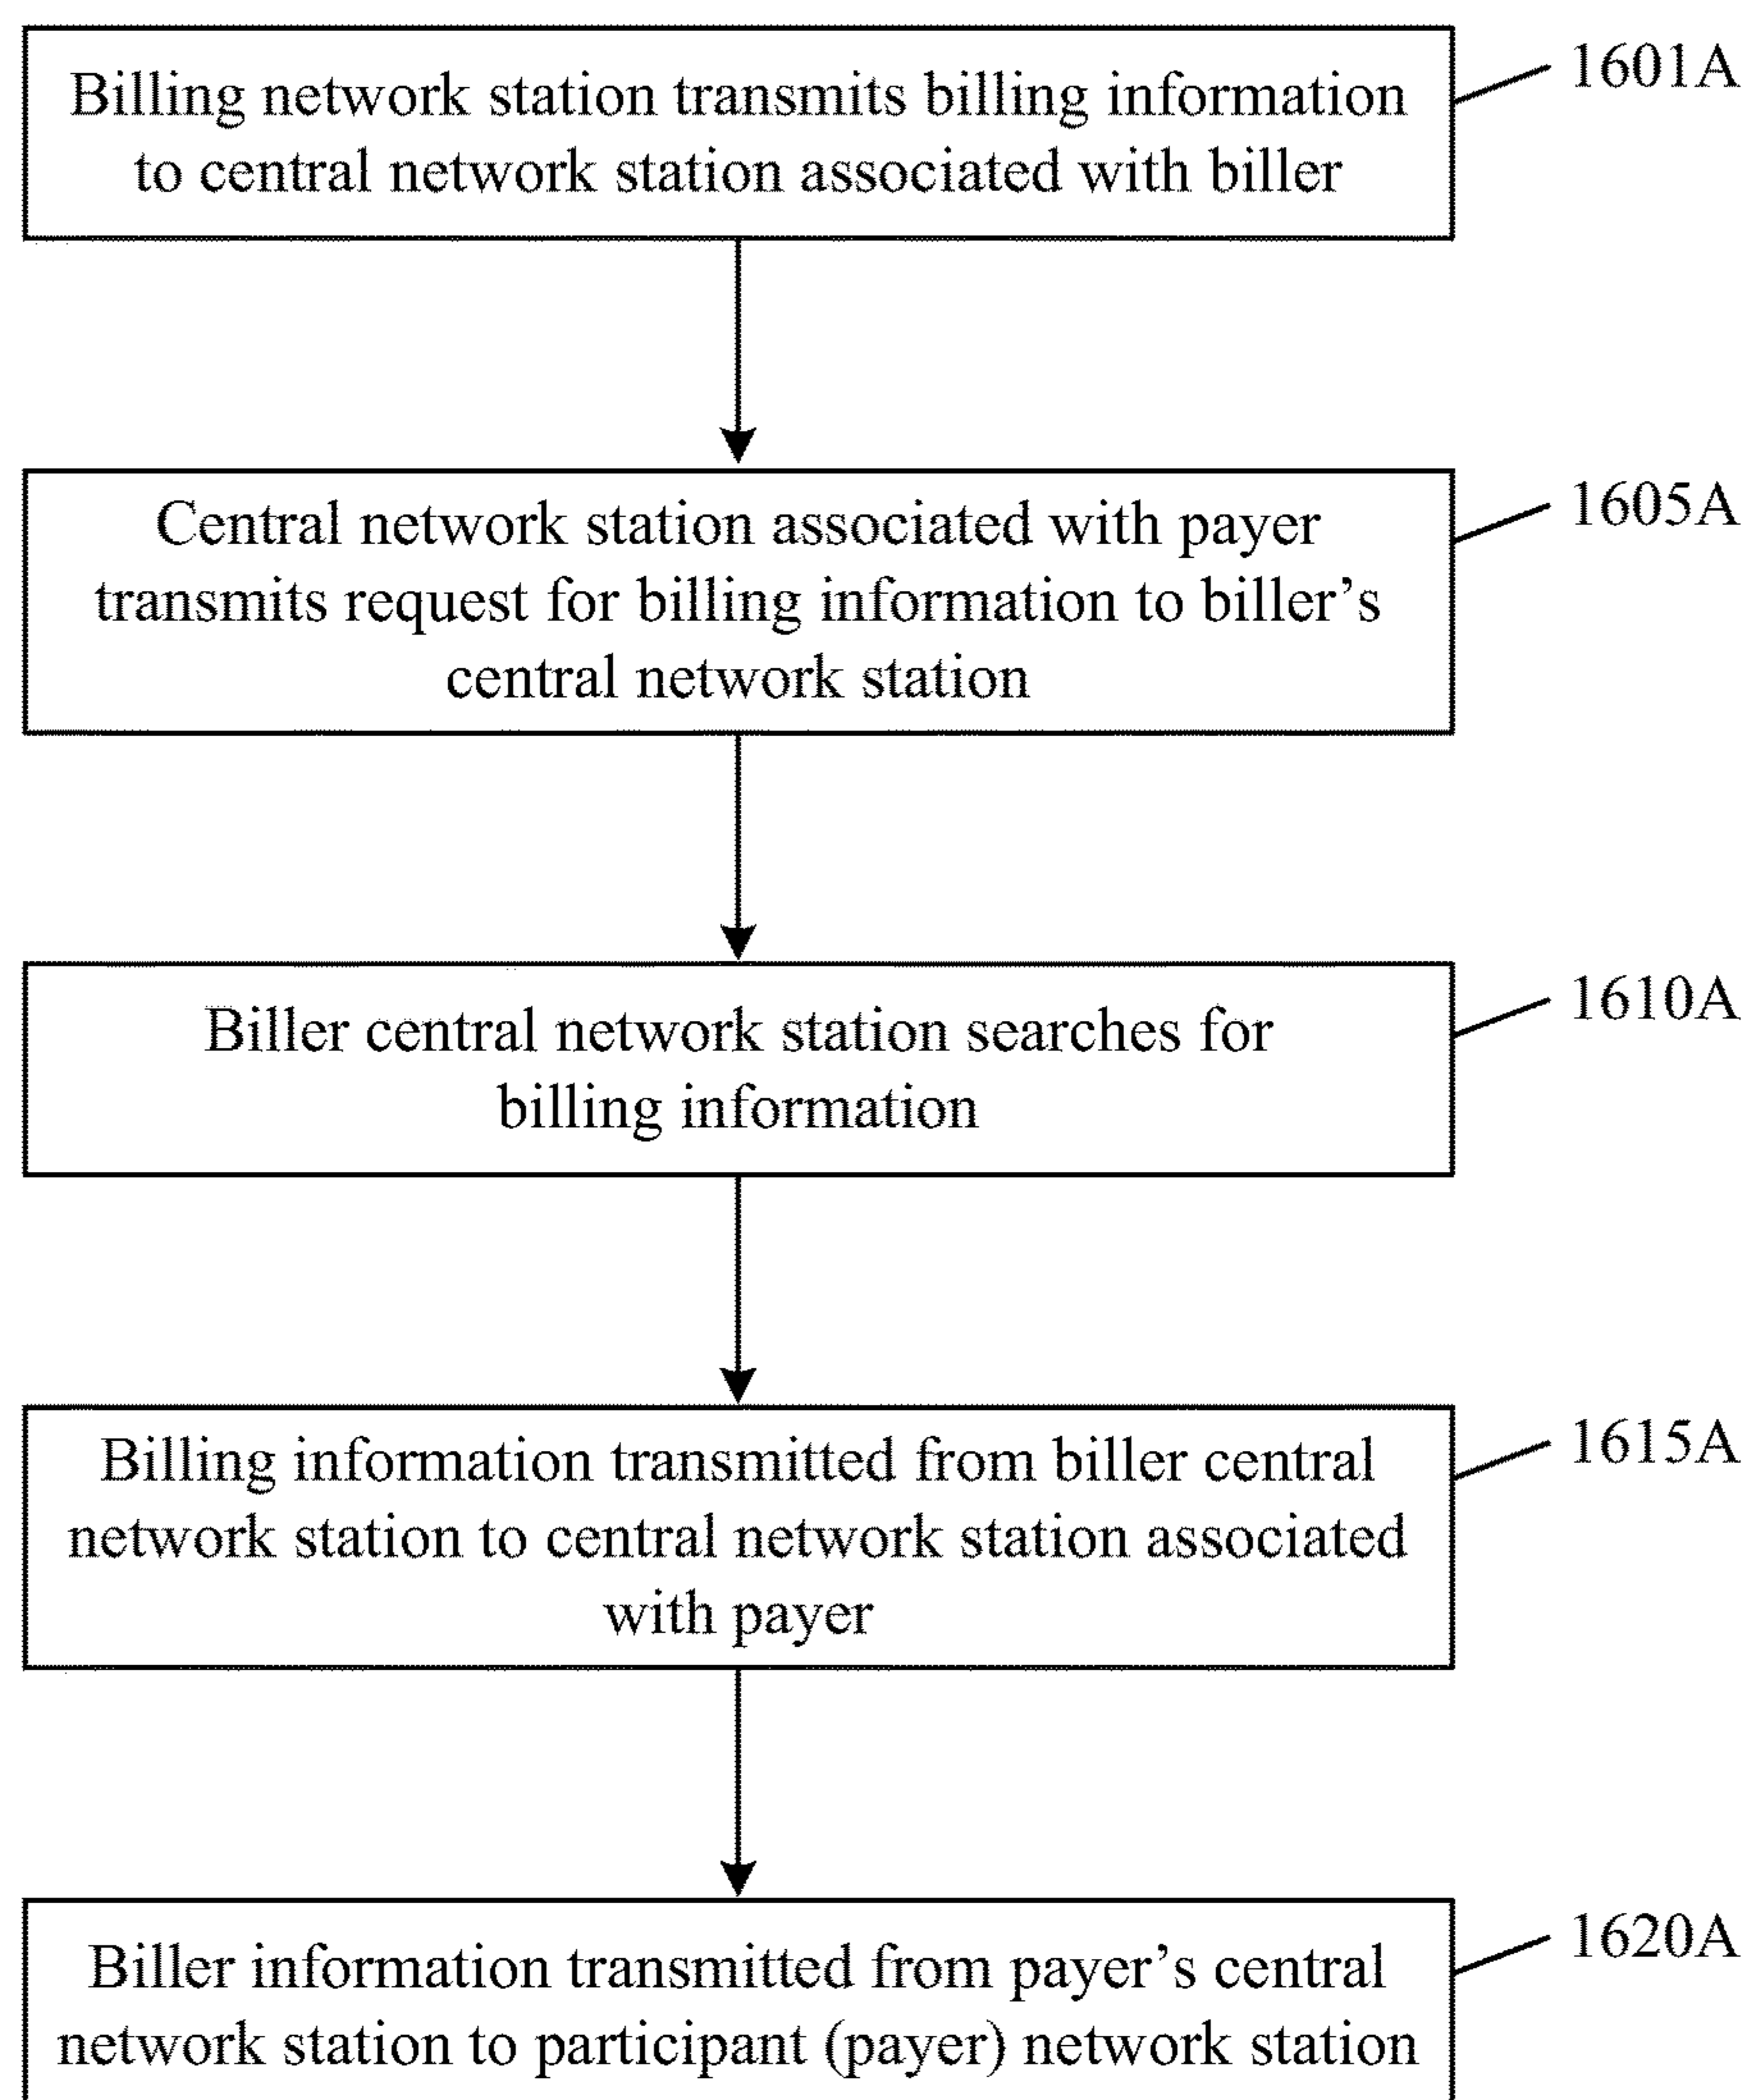 Billing network station transmits billing information
to central network station associated with biller
1601A
Central network station associated with payer
transmits request for billing information to biller’s
central network station
1605A
Biller central network station searches for
billing information
1610A
Billing information transmitted from biller central
network station to central network station associated
with payer
1615A
Biller information transmitted from payer’s central
network station to participant (payer) network station
1620A